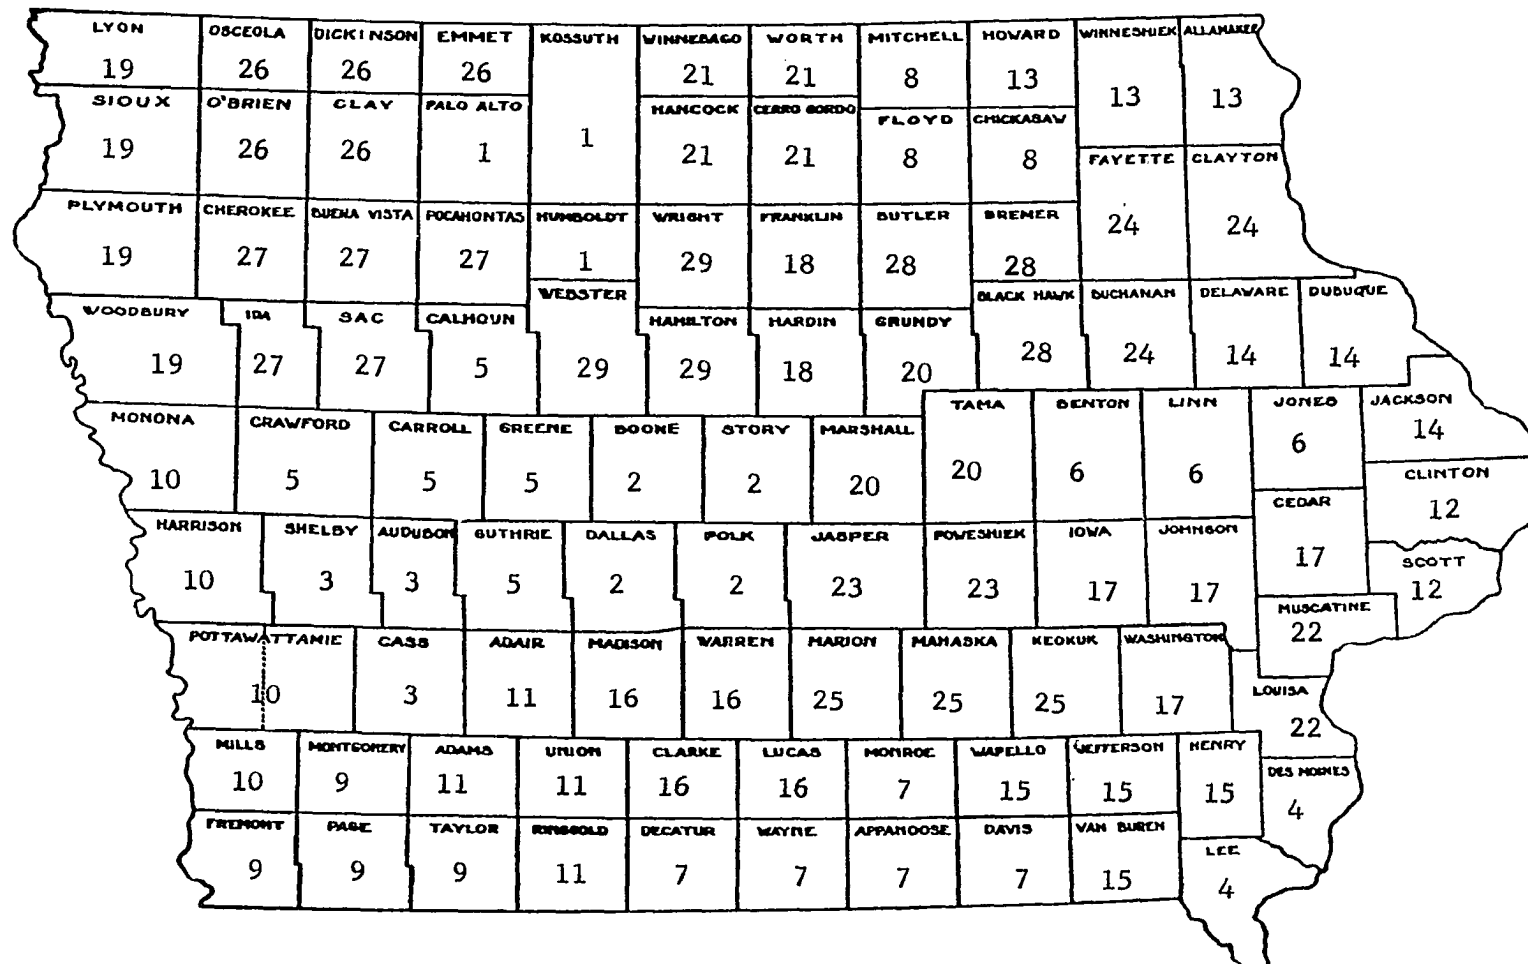 LYON OSCEOLA DICKINSON EMMET KOSSUTH WINNEBAGO WORTH MITCHELL HOWARD WINNESHIEK ALLAMAKEE
19 26 26 26 1 21 21 8 13 13 13
SIOUX O'BRIEN CLAY PALO ALTO HANCOCK CERRO GORDO FLOYD CHICKASAW FAYETTE CLAYTON
19 26 26 1 21 21 8 8 24 24
PLYMOUTH CHEROKEE BUENA VISTA POCAHONTAS HUMBOLDT WRIGHT FRANKLIN BUTLER BREMER
19 27 27 27 1 29 18 28 28
WOODBURY IDA SAC CALHOUN WEBSTER HAMILTON HARDIN GRUNDY BLACK HAWK BUCHANAN DELAWARE DUBUQUE
19 27 27 5 29 29 18 20 28 24 14 14
MONONA CRAWFORD CARROLL GREENE BOONE STORY MARSHALL TAMA BENTON LINN JONES JACKSON
10 5 5 5 2 2 20 20 6 6 6 14
CLINTON
12
HARRISON SHELBY AUDUBON GUTHRIE DALLAS POLK JASPER POWESHIEK IOWA JOHNSON CEDAR SCOTT
10 3 3 5 2 2 23 23 17 17 17 12
MUSCATINE
22
POTTAWATTAMIE CASS ADAIR MADISON WARREN MARION MAHASKA KEOKUK WASHINGTON LOUISA
10 3 11 16 16 25 25 25 17 22
MILLS MONTGOMERY ADAMS UNION CLARKE LUCAS MONROE WAPELLO JEFFERSON HENRY DES MOINES
10 9 11 11 16 16 7 15 15 15 4
FREMONT PAGE TAYLOR RINGGOLD DECATUR WAYNE APPANOOSE DAVIS VAN BUREN LEE
9 9 9 11 7 7 7 7 15 4